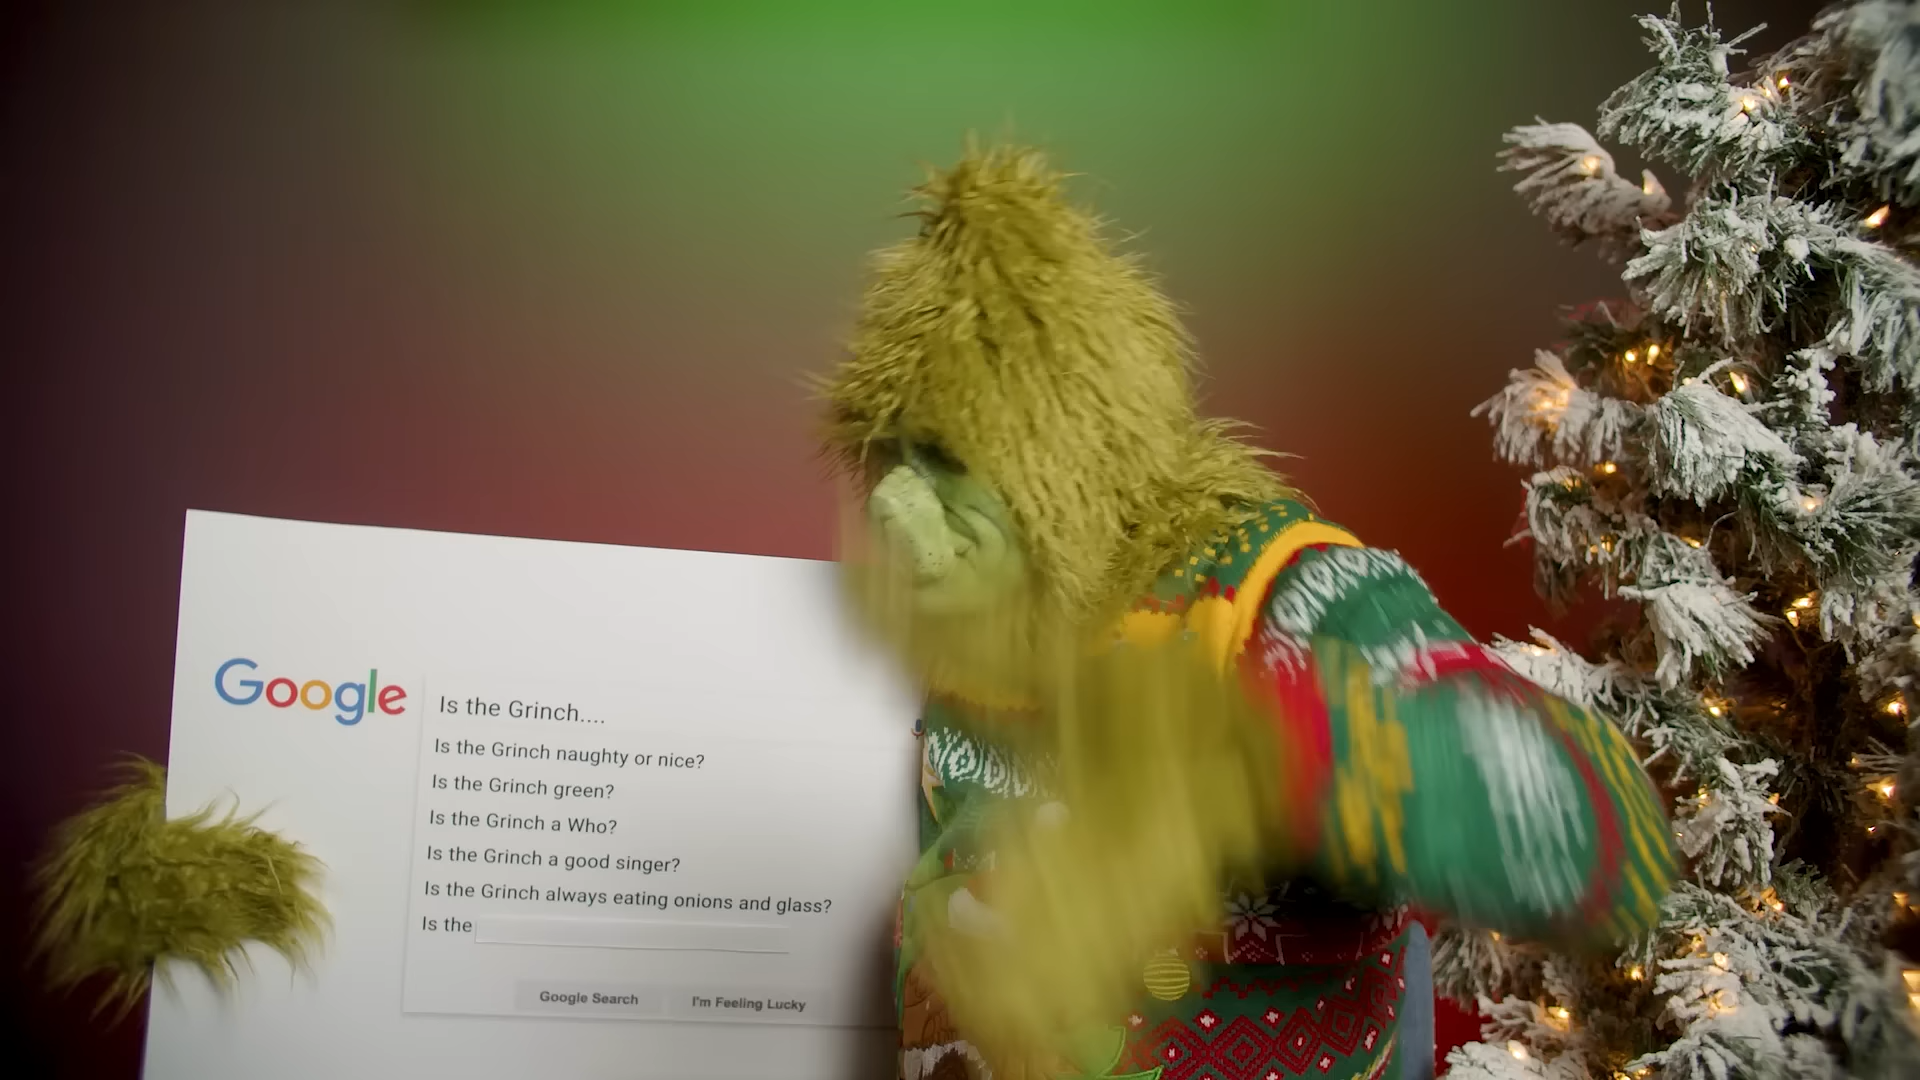 Google
Is the Grinch....
Is the Grinch naughty or nice?
Is the Grinch green?
Is the Grinch a Who?
Is the Grinch a good singer?
Is the Grinch always eating onions and glass?
Is the
Google Search
I'm Feeling Lucky